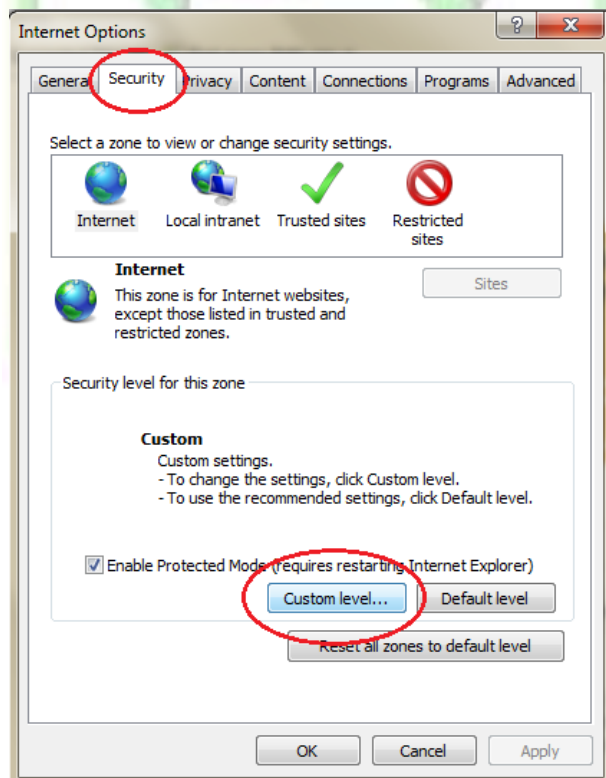 Internet Options
General Security Privacy Content Connections Programs Advanced
Select a zone to view or change security settings.
Internet Local intranet Trusted sites Restricted sites
Internet
This zone is for Internet websites,
except those listed in trusted and
restricted zones.
Sites
Security level for this zone
Custom
Custom settings.
- To change the settings, click Custom level.
- To use the recommended settings, click Default level.
Enable Protected Mode (requires restarting Internet Explorer)
Custom level... Default level
Reset all zones to default level
OK Cancel Apply